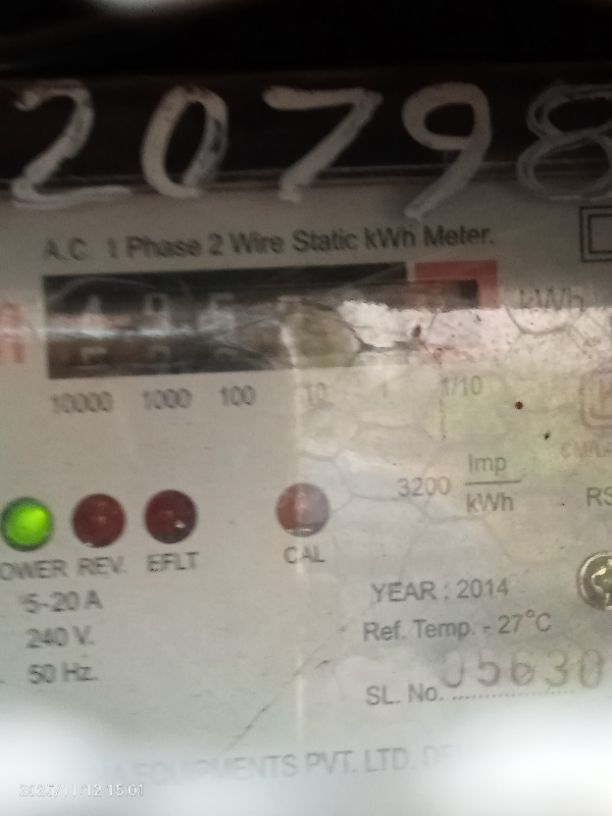 20798
A.C. 1 Phase 2 Wire Static kWh Meter.
kWh
10000 1000 100 10 1 1/10
3200 Imp/kWh
REV. EFLT CAL
5-20 A
240 V.
50 Hz.
YEAR : 2014
Ref. Temp. - 27°C
SL. No. 05630
EQUIPMENTS PVT. LTD.
2025/11/12 15:01